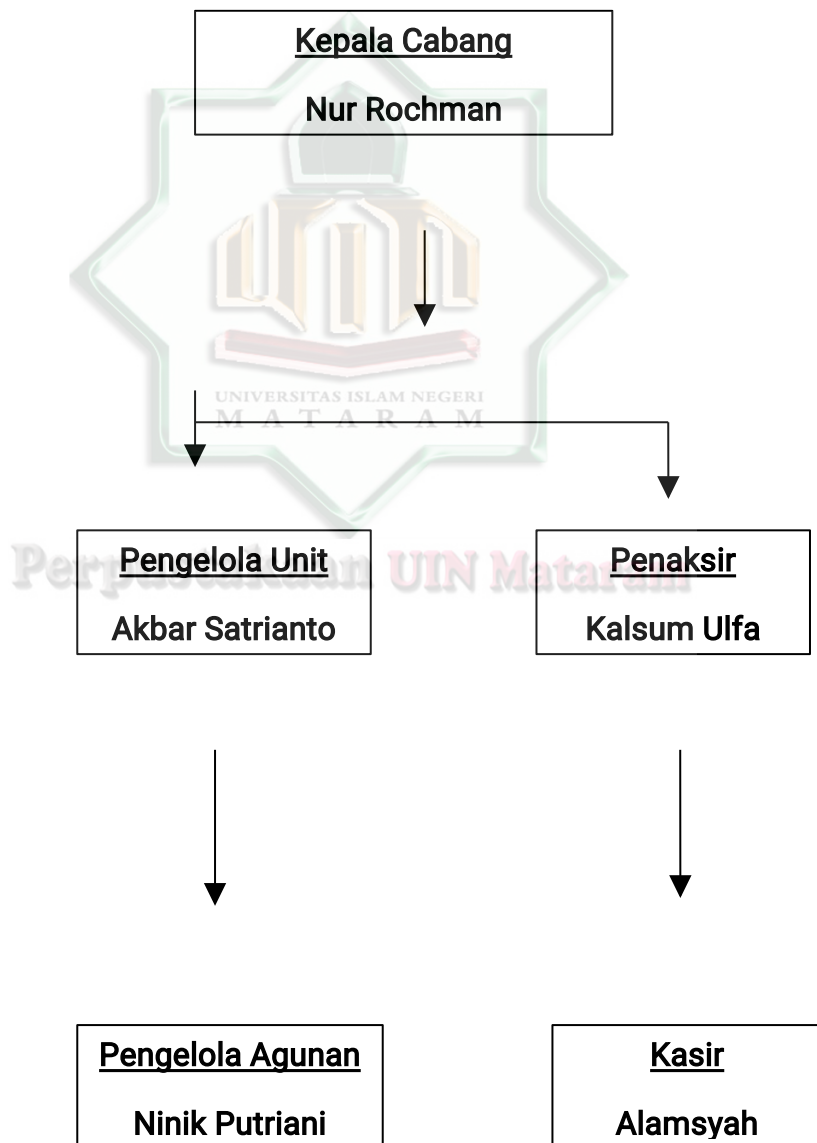 Kepala Cabang
Nur Rochman
UNIVERSITAS ISLAM NEGERI
MATARAM
Pengelola Unit
Penaksir
Perpustakaan UIN Mataram
Akbar Satrianto
Kalsum Ulfa
Pengelola Agunan
Kasir
Ninik Putriani
Alamsyah